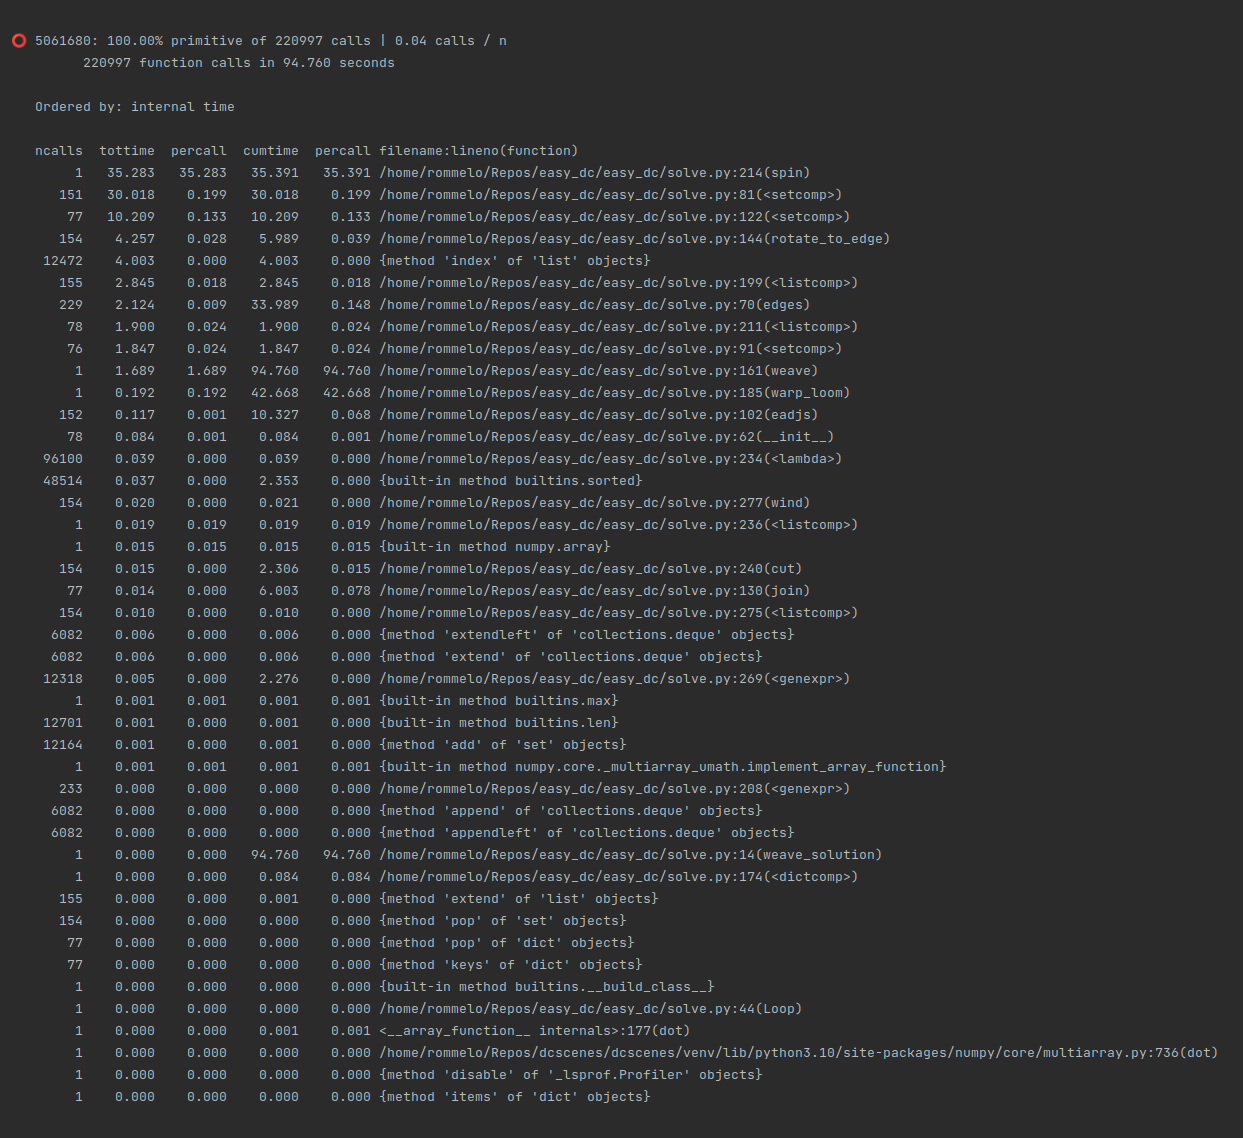 5061680: 100.00% primitive of 220997 calls | 0.04 calls / n
220997 function calls in 94.760 seconds
Ordered by: internal time
ncalls  tottime  percall  cumtime  percall filename:lineno(function)
1   35.283   35.283   35.391   35.391 /home/rommelo/Repos/easy_dc/easy_dc/solve.py:214(spin)
151   30.018    0.199   30.018    0.199 /home/rommelo/Repos/easy_dc/easy_dc/solve.py:81(<setcomp>)
77   10.209    0.133   10.209    0.133 /home/rommelo/Repos/easy_dc/easy_dc/solve.py:122(<setcomp>)
154    4.257    0.028    5.989    0.039 /home/rommelo/Repos/easy_dc/easy_dc/solve.py:144(rotate_to_edge)
12472    4.003    0.000    4.003    0.000 {method 'index' of 'list' objects}
155    2.845    0.018    2.845    0.018 /home/rommelo/Repos/easy_dc/easy_dc/solve.py:199(<listcomp>)
229    2.124    0.009   33.989    0.148 /home/rommelo/Repos/easy_dc/easy_dc/solve.py:70(edges)
78    1.900    0.024    1.900    0.024 /home/rommelo/Repos/easy_dc/easy_dc/solve.py:211(<listcomp>)
76    1.847    0.024    1.847    0.024 /home/rommelo/Repos/easy_dc/easy_dc/solve.py:91(<setcomp>)
1    1.689    1.689   94.760   94.760 /home/rommelo/Repos/easy_dc/easy_dc/solve.py:161(weave)
1    0.192    0.192   42.668   42.668 /home/rommelo/Repos/easy_dc/easy_dc/solve.py:185(warp_loom)
152    0.117    0.001   10.327    0.068 /home/rommelo/Repos/easy_dc/easy_dc/solve.py:102(eadjs)
78    0.084    0.001    0.084    0.001 /home/rommelo/Repos/easy_dc/easy_dc/solve.py:62(__init__)
96100    0.039    0.000    0.039    0.000 /home/rommelo/Repos/easy_dc/easy_dc/solve.py:234(<lambda>)
48514    0.037    0.000    2.353    0.000 {built-in method builtins.sorted}
154    0.020    0.000    0.021    0.000 /home/rommelo/Repos/easy_dc/easy_dc/solve.py:277(wind)
1    0.019    0.019    0.019    0.019 /home/rommelo/Repos/easy_dc/easy_dc/solve.py:236(<listcomp>)
1    0.015    0.015    0.015    0.015 {built-in method numpy.array}
154    0.015    0.000    2.306    0.015 /home/rommelo/Repos/easy_dc/easy_dc/solve.py:240(cut)
77    0.014    0.000    6.003    0.078 /home/rommelo/Repos/easy_dc/easy_dc/solve.py:130(join)
154    0.010    0.000    0.010    0.000 /home/rommelo/Repos/easy_dc/easy_dc/solve.py:275(<listcomp>)
6082    0.006    0.000    0.006    0.000 {method 'extendleft' of 'collections.deque' objects}
6082    0.006    0.000    0.006    0.000 {method 'extend' of 'collections.deque' objects}
12318    0.005    0.000    2.276    0.000 /home/rommelo/Repos/easy_dc/easy_dc/solve.py:269(<genexpr>)
1    0.001    0.001    0.001    0.001 {built-in method builtins.max}
12701    0.001    0.000    0.001    0.000 {built-in method builtins.len}
12164    0.001    0.000    0.001    0.000 {method 'add' of 'set' objects}
1    0.001    0.001    0.001    0.001 {built-in method numpy.core._multiarray_umath.implement_array_function}
233    0.000    0.000    0.000    0.000 /home/rommelo/Repos/easy_dc/easy_dc/solve.py:208(<genexpr>)
6082    0.000    0.000    0.000    0.000 {method 'append' of 'collections.deque' objects}
6082    0.000    0.000    0.000    0.000 {method 'appendleft' of 'collections.deque' objects}
1    0.000    0.000   94.760   94.760 /home/rommelo/Repos/easy_dc/easy_dc/solve.py:14(weave_solution)
1    0.000    0.000    0.084    0.084 /home/rommelo/Repos/easy_dc/easy_dc/solve.py:174(<dictcomp>)
155    0.000    0.000    0.001    0.000 {method 'extend' of 'list' objects}
154    0.000    0.000    0.000    0.000 {method 'pop' of 'set' objects}
77    0.000    0.000    0.000    0.000 {method 'pop' of 'dict' objects}
77    0.000    0.000    0.000    0.000 {method 'keys' of 'dict' objects}
1    0.000    0.000    0.000    0.000 {built-in method builtins.__build_class__}
1    0.000    0.000    0.000    0.000 /home/rommelo/Repos/easy_dc/easy_dc/solve.py:44(Loop)
1    0.000    0.000    0.001    0.001 <__array_function__ internals>:177(dot)
1    0.000    0.000    0.000    0.000 /home/rommelo/Repos/dcscenes/dcscenes/venv/lib/python3.10/site-packages/numpy/core/multiarray.py:736(dot)
1    0.000    0.000    0.000    0.000 {method 'disable' of '_lsprof.Profiler' objects}
1    0.000    0.000    0.000    0.000 {method 'items' of 'dict' objects}